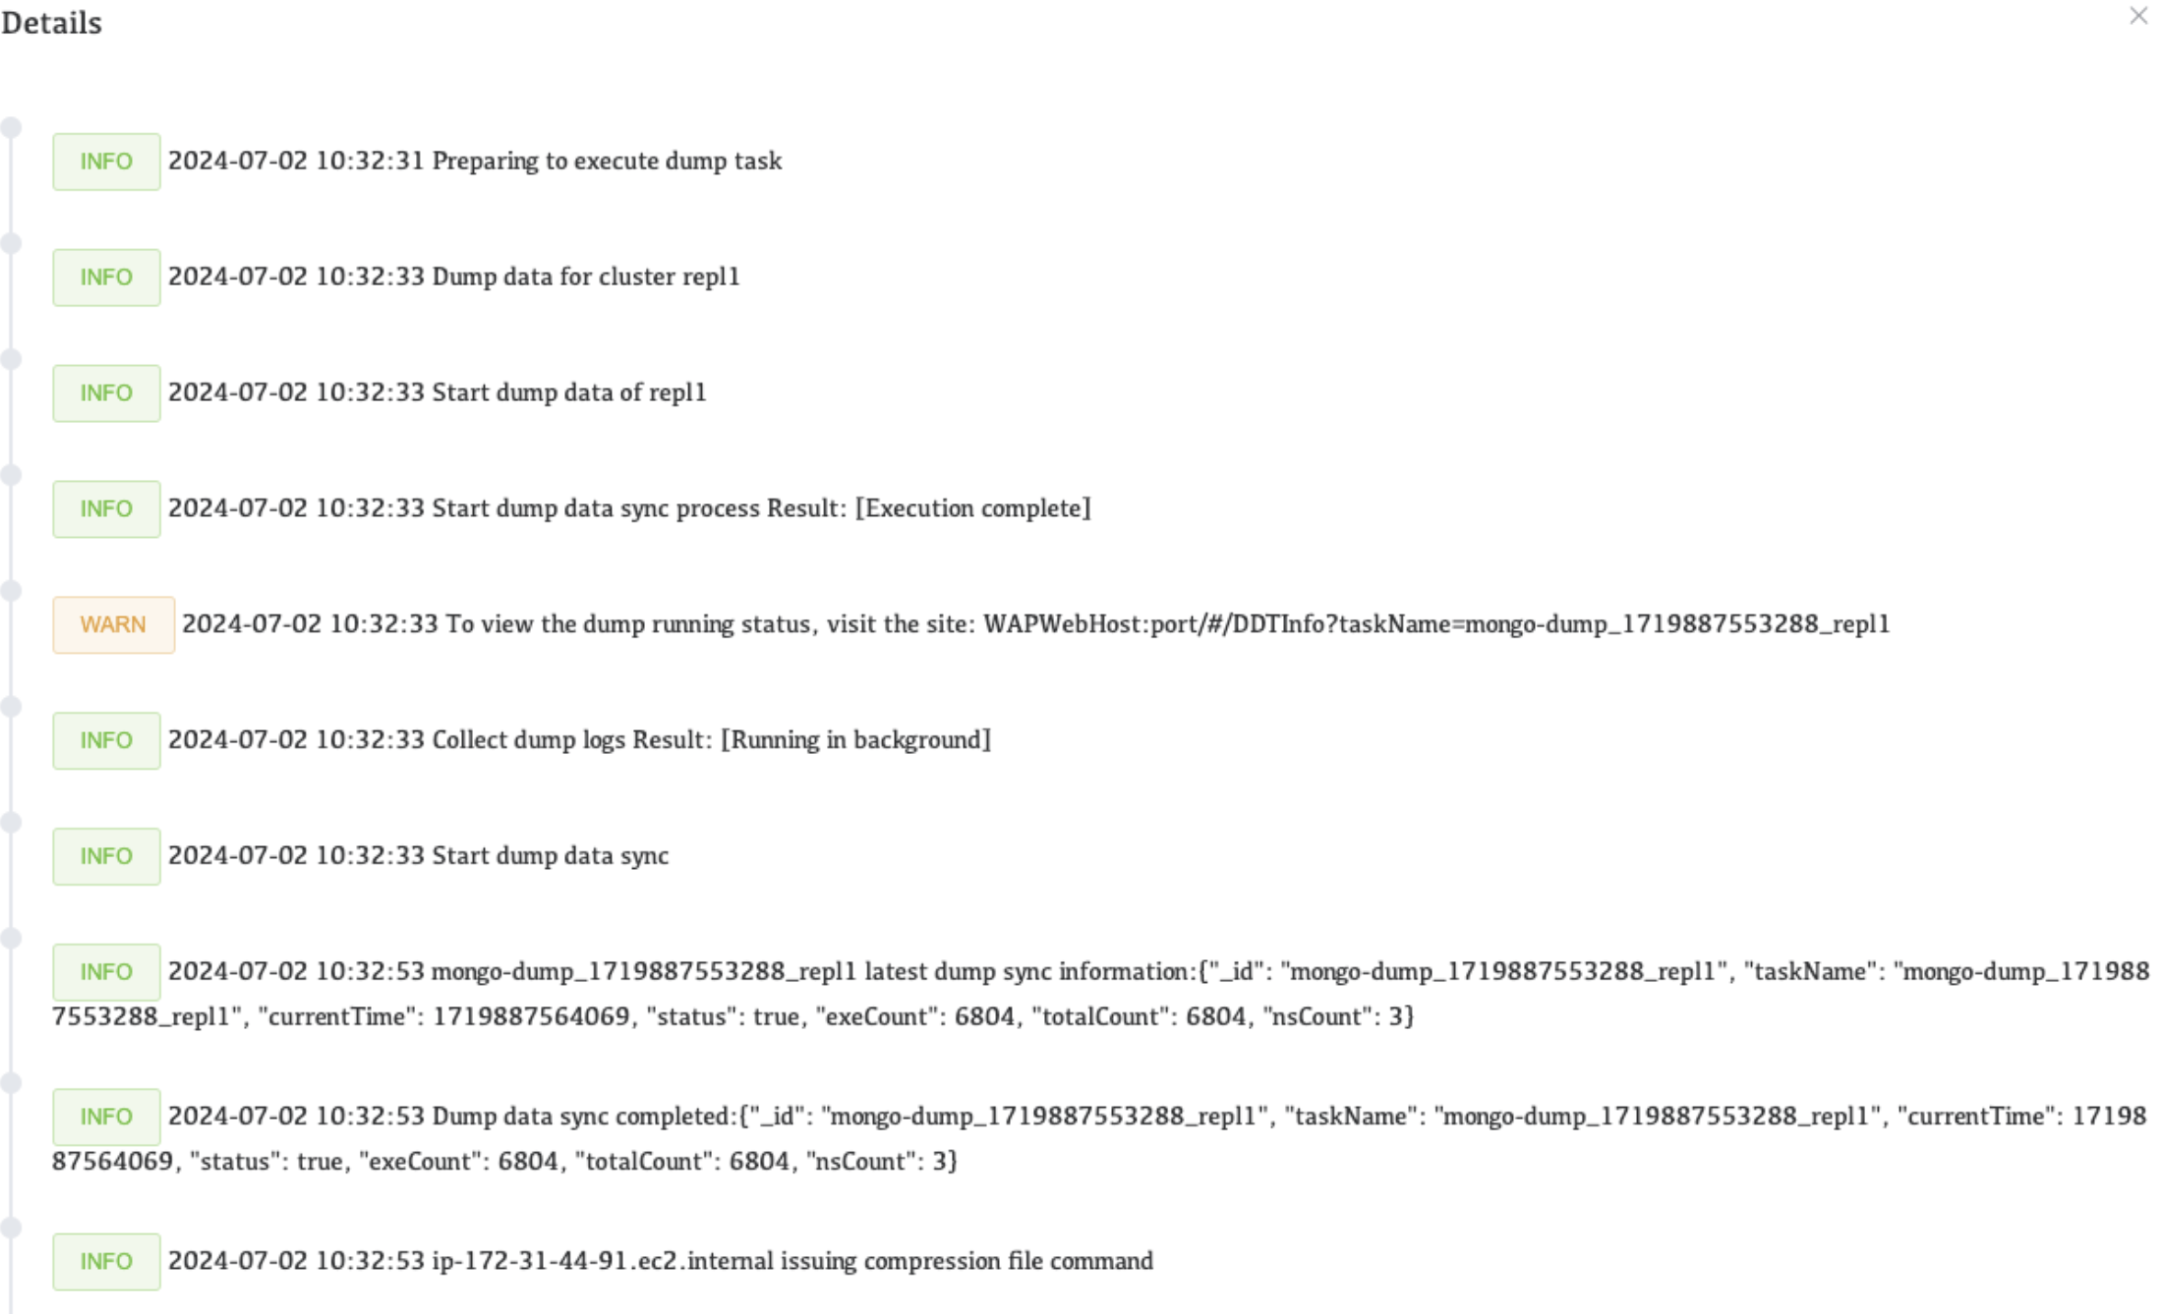 Details
INFO 2024-07-02 10:32:31 Preparing to execute dump task
INFO 2024-07-02 10:32:33 Dump data for cluster repl1
INFO 2024-07-02 10:32:33 Start dump data of repl1
INFO 2024-07-02 10:32:33 Start dump data sync process Result: [Execution complete]
WARN 2024-07-02 10:32:33 To view the dump running status, visit the site: WAPWebHost:port/#/DDTInfo?taskName=mongo-dump_1719887553288_repl1
INFO 2024-07-02 10:32:33 Collect dump logs Result: [Running in background]
INFO 2024-07-02 10:32:33 Start dump data sync
INFO 2024-07-02 10:32:53 mongo-dump_1719887553288_repl1 latest dump sync information:{"_id": "mongo-dump_1719887553288_repl1", "taskName": "mongo-dump_171988
7553288_repl1", "currentTime": 1719887564069, "status": true, "exeCount": 6804, "totalCount": 6804, "nsCount": 3}
INFO 2024-07-02 10:32:53 Dump data sync completed:{"_id": "mongo-dump_1719887553288_repl1", "taskName": "mongo-dump_1719887553288_repl1", "currentTime": 17198
87564069, "status": true, "exeCount": 6804, "totalCount": 6804, "nsCount": 3}
INFO 2024-07-02 10:32:53 ip-172-31-44-91.ec2.internal issuing compression file command